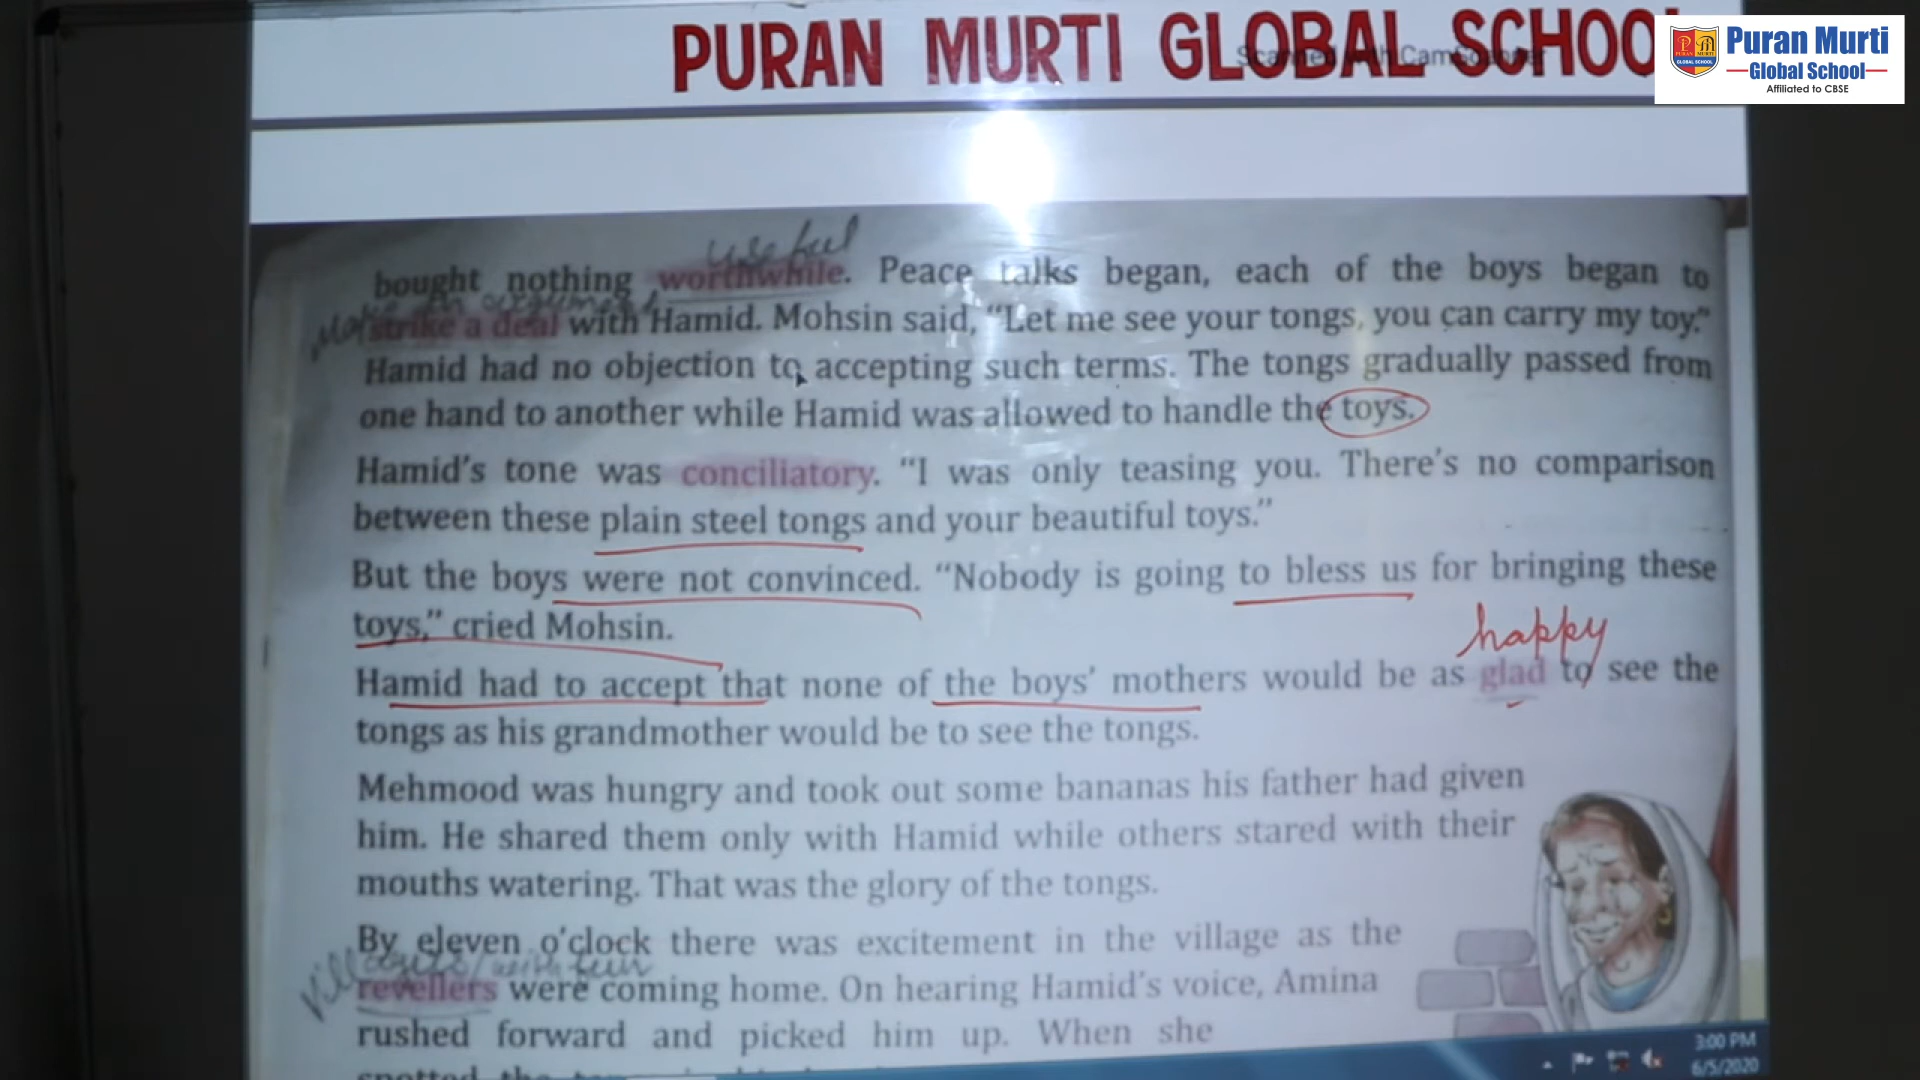 PURAN MURTI GLOBAL SCHOOL
Scanned with CamScanner
Puran Murti
Global School
Affiliated to CBSE
useful
bought nothing worthwhile. Peace talks began, each of the boys began to
strike a deal with Hamid. Mohsin said, “Let me see your tongs, you can carry my toy.”
Hamid had no objection to accepting such terms. The tongs gradually passed from
one hand to another while Hamid was allowed to handle the toys.
Hamid’s tone was conciliatory. “I was only teasing you. There’s no comparison
between these plain steel tongs and your beautiful toys.”
But the boys were not convinced. “Nobody is going to bless us for bringing these
toys,” cried Mohsin.
happy
Hamid had to accept that none of the boys’ mothers would be as glad to see the
tongs as his grandmother would be to see the tongs.
Mehmood was hungry and took out some bananas his father had given
him. He shared them only with Hamid while others stared with their
mouths watering. That was the glory of the tongs.
By eleven o’clock there was excitement in the village as the
revellers were coming home. On hearing Hamid’s voice, Amina
rushed forward and picked him up. When she
spotted the
3:00 PM
6/5/2020